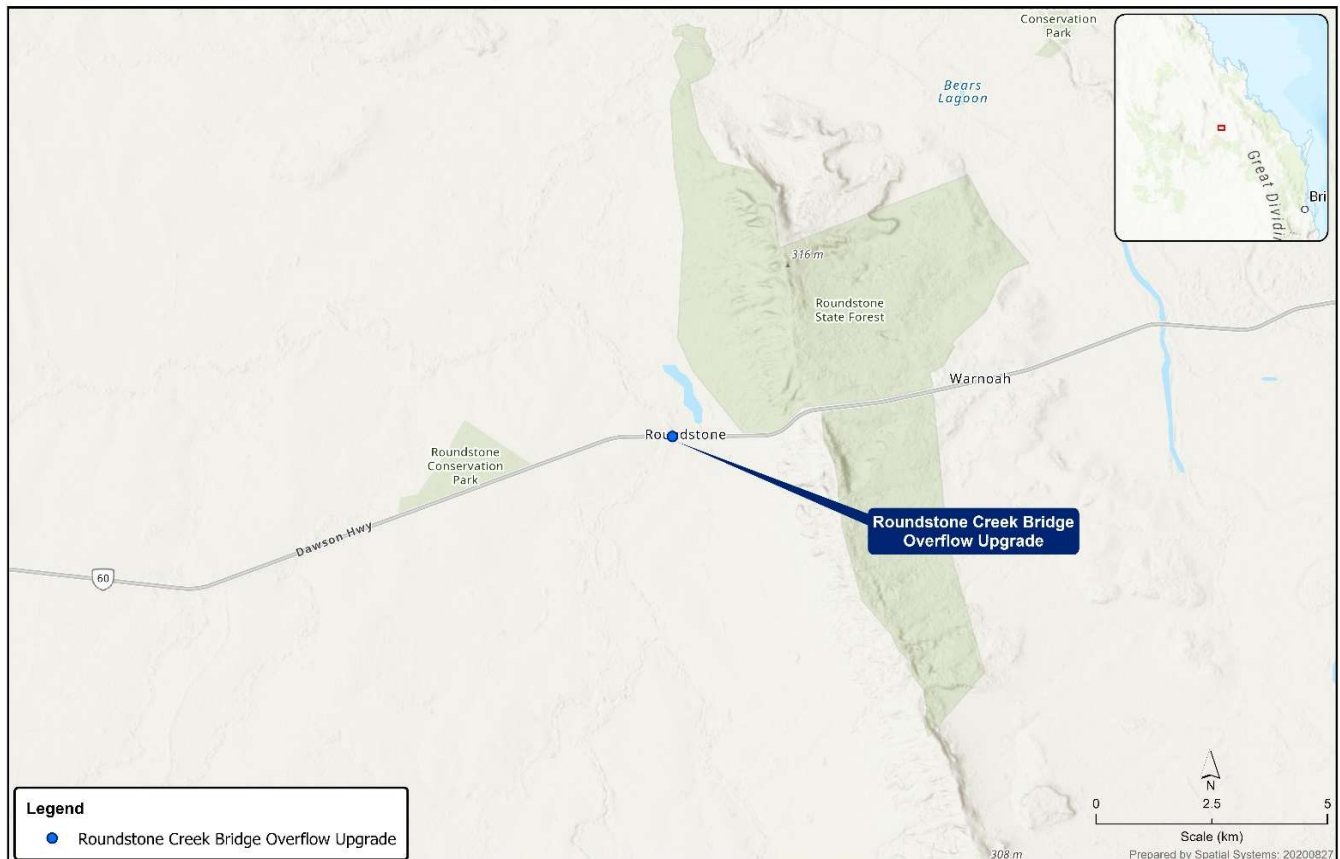 Conservation
Park
Bears
Lagoon
Great Dividi
Bri
316 m
Roundstone
State Forest
Warnoah
Roundstone
Roundstone
Conservation
Park
Dawson Hwy
60
Roundstone Creek Bridge
Overflow Upgrade
N
0 2.5 5
Scale (km)
Legend
Roundstone Creek Bridge Overflow Upgrade
308 m
Prepared by Spatial Systems: 20200827